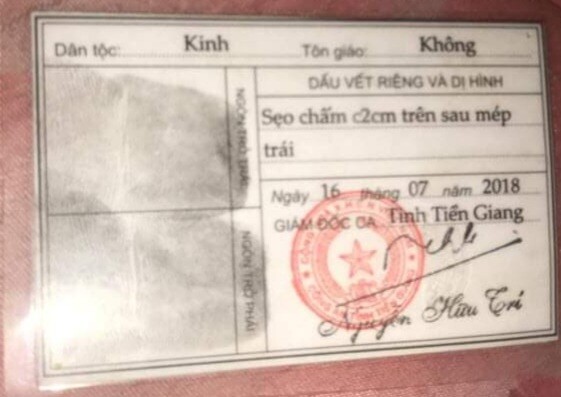 Dân tộc: Kinh Tôn giáo: Không
DẤU VẾT RIÊNG VÀ DỊ HÌNH
Sẹo chấm c2cm trên sau mép
trái
NGÓN TRỎ TRÁI
NGÓN TRỎ PHẢI
Ngày 16 tháng 07 năm 2018
GIÁM ĐỐC CA Tỉnh Tiền Giang
Nguyễn Hữu Trí